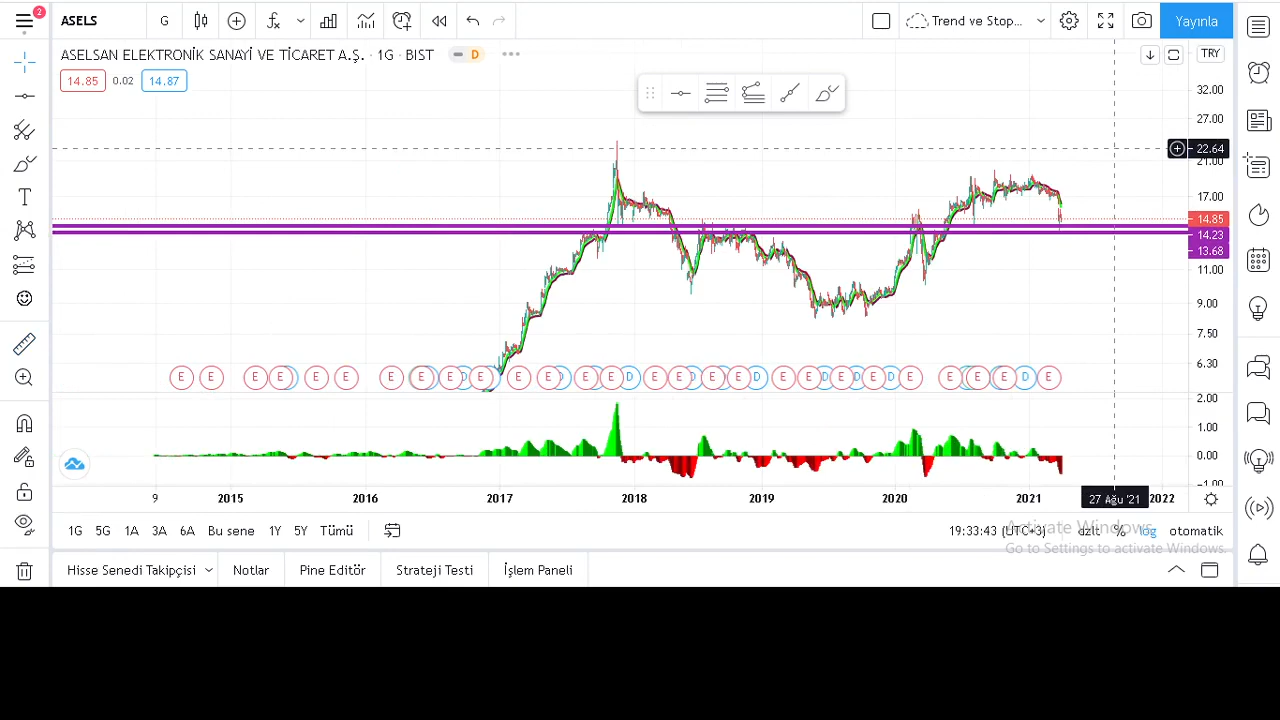 2
ASELS
G
Trend ve Stop...
Yayınla
ASELSAN ELEKTRONİK SANAYİ VE TİCARET A.Ş. · 1G · BIST
D
TRY
14.85
0.02
14.87
32.00
27.00
22.64
21.00
17.00
14.85
14.23
13.68
11.00
9.00
7.50
6.30
E E E E E E E E E D E E E D E E D E E D E E D E E D E E D E D E E E E D E
2.00
1.00
0.00
-1.00
9 2015 2016 2017 2018 2019 2020 2021 27 Ağu '21 2022
1G 5G 1A 3A 6A Bu sene 1Y 5Y Tümü
19:33:43 (UTC+3)
dzlt % log otomatik
Activate Windows
Go to Settings to activate Windows.
Hisse Senedi Takipçisi
Notlar
Pine Editör
Strateji Testi
İşlem Paneli